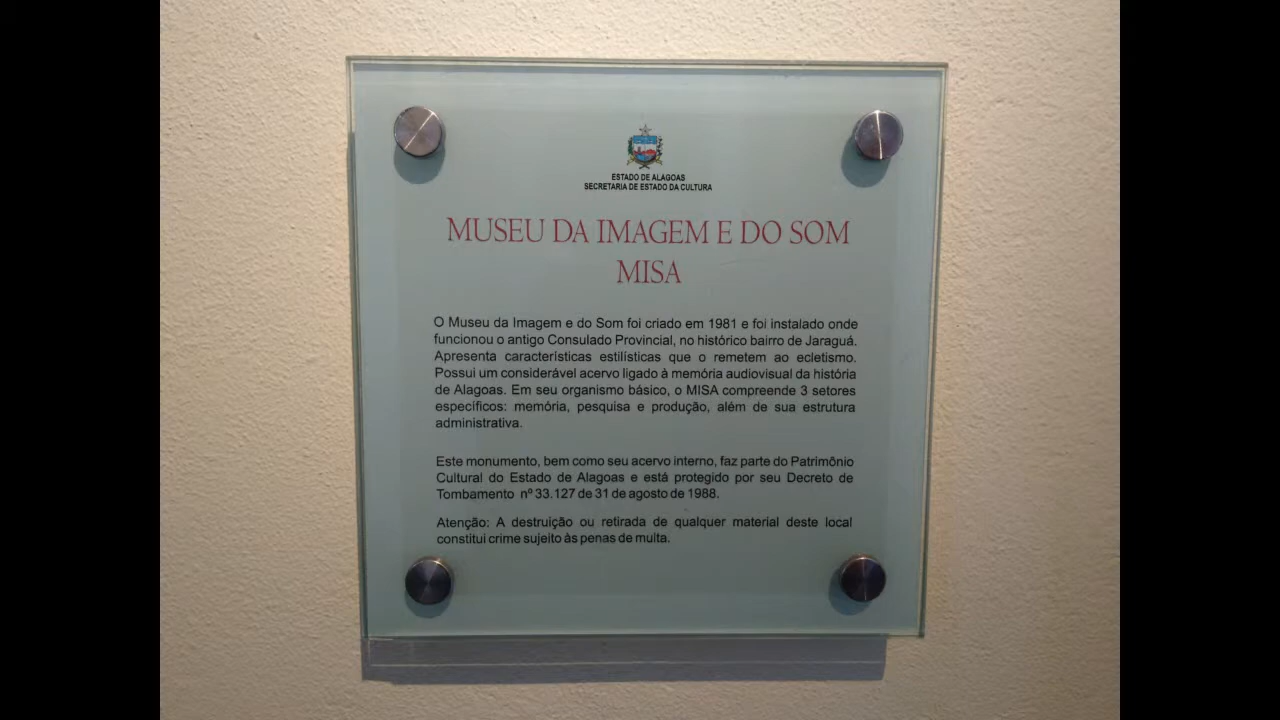 ESTADO DE ALAGOAS
SECRETARIA DE ESTADO DA CULTURA
MUSEU DA IMAGEM E DO SOM
MISA
O Museu da Imagem e do Som foi criado em 1981 e foi instalado onde
funcionou o antigo Consulado Provincial, no histórico bairro de Jaraguá.
Apresenta características estilísticas que o remetem ao ecletismo.
Possui um considerável acervo ligado à memória audiovisual da história
de Alagoas. Em seu organismo básico, o MISA compreende 3 setores
específicos: memória, pesquisa e produção, além de sua estrutura
administrativa.
Este monumento, bem como seu acervo interno, faz parte do Patrimônio
Cultural do Estado de Alagoas e está protegido por seu Decreto de
Tombamento nº 33.127 de 31 de agosto de 1988.
Atenção: A destruição ou retirada de qualquer material deste local
constitui crime sujeito às penas de multa.